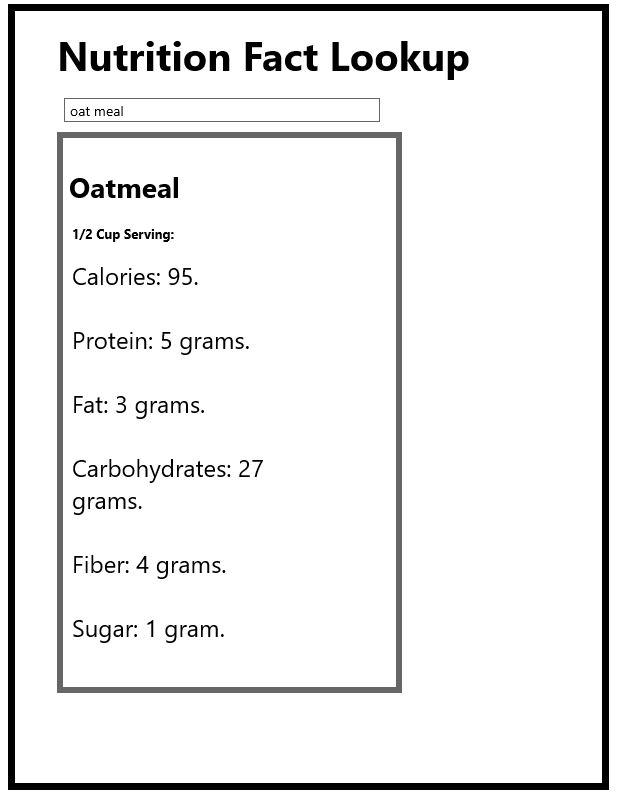 Nutrition Fact Lookup
oat meal
Oatmeal
1/2 Cup Serving:
Calories: 95.
Protein: 5 grams.
Fat: 3 grams.
Carbohydrates: 27
grams.
Fiber: 4 grams.
Sugar: 1 gram.